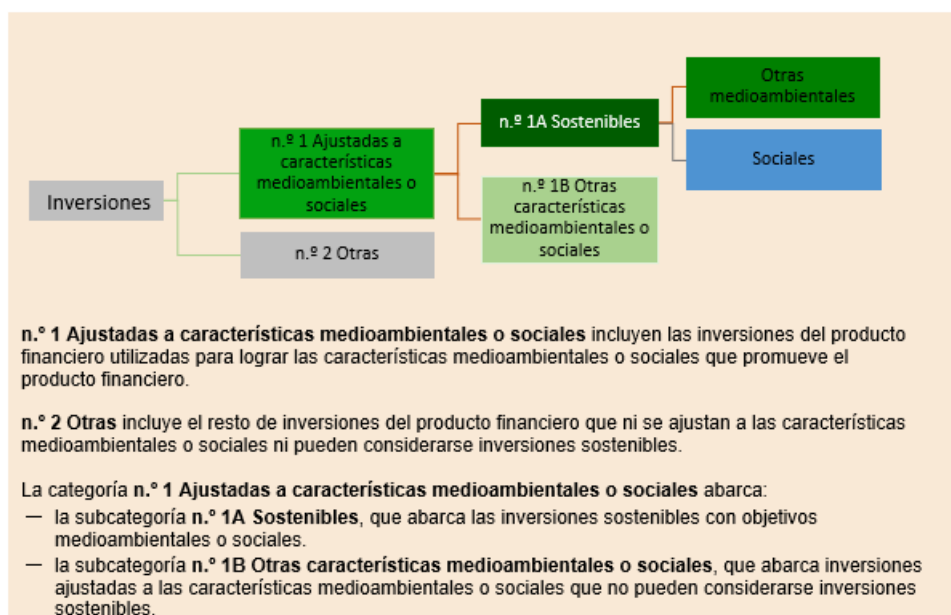 Otras
medioambientales
n.º 1A Sostenibles
n.º 1 Ajustadas a
características
medioambientales o
sociales
Sociales
Inversiones
n.º 1B Otras
características
medioambientales o
sociales
n.º 2 Otras
n.º 1 Ajustadas a características medioambientales o sociales incluyen las inversiones del producto
financiero utilizadas para lograr las características medioambientales o sociales que promueve el
producto financiero.
n.º 2 Otras incluye el resto de inversiones del producto financiero que ni se ajustan a las características
medioambientales o sociales ni pueden considerarse inversiones sostenibles.
La categoría n.º 1 Ajustadas a características medioambientales o sociales abarca:
— la subcategoría n.º 1A Sostenibles, que abarca las inversiones sostenibles con objetivos
medioambientales o sociales.
— la subcategoría n.º 1B Otras características medioambientales o sociales, que abarca inversiones
ajustadas a las características medioambientales o sociales que no pueden considerarse inversiones
sostenibles.